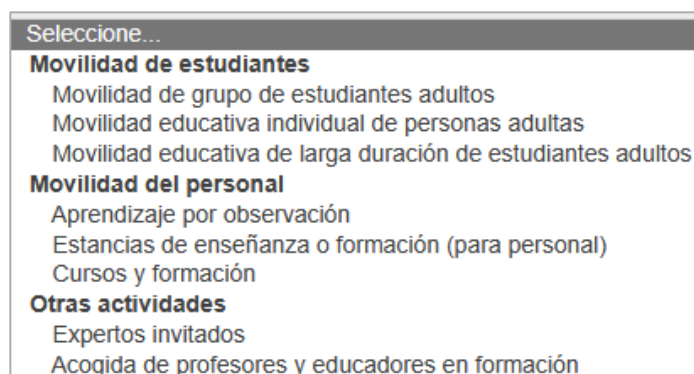 Seleccione...
Movilidad de estudiantes
Movilidad de grupo de estudiantes adultos
Movilidad educativa individual de personas adultas
Movilidad educativa de larga duración de estudiantes adultos
Movilidad del personal
Aprendizaje por observación
Estancias de enseñanza o formación (para personal)
Cursos y formación
Otras actividades
Expertos invitados
Acogida de profesores y educadores en formación